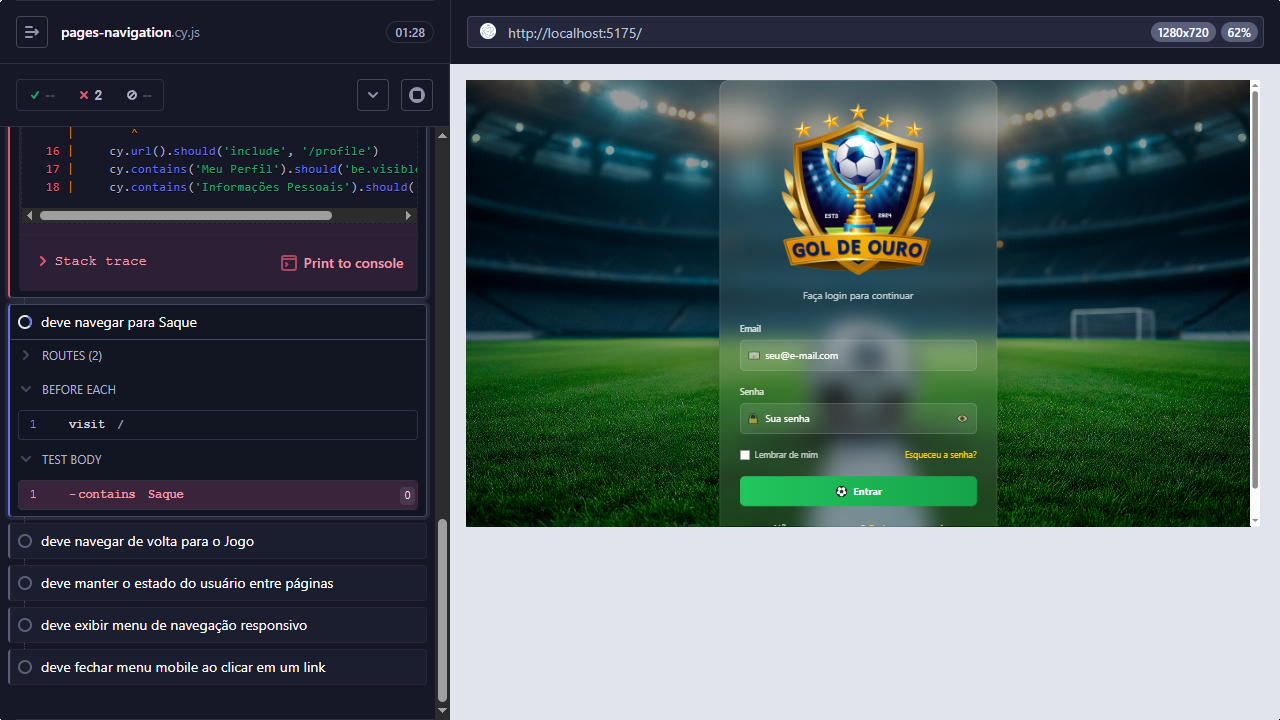 pages-navigation.cy.js
01:28
http://localhost:5175/
1280x720
62%
✓ --
✕ 2
⊘ --
| ^
16 | cy.url().should('include', '/profile')
17 | cy.contains('Meu Perfil').should('be.visible
18 | cy.contains('Informações Pessoais').should('
> Stack trace
Print to console
deve navegar para Saque
ROUTES (2)
BEFORE EACH
1 visit /
TEST BODY
1 -contains Saque 0
deve navegar de volta para o Jogo
deve manter o estado do usuário entre páginas
deve exibir menu de navegação responsivo
deve fechar menu mobile ao clicar em um link
ESTD 2024
GOL DE OURO
Faça login para continuar
Email
seu@e-mail.com
Senha
Sua senha
Lembrar de mim
Esqueceu a senha?
Entrar